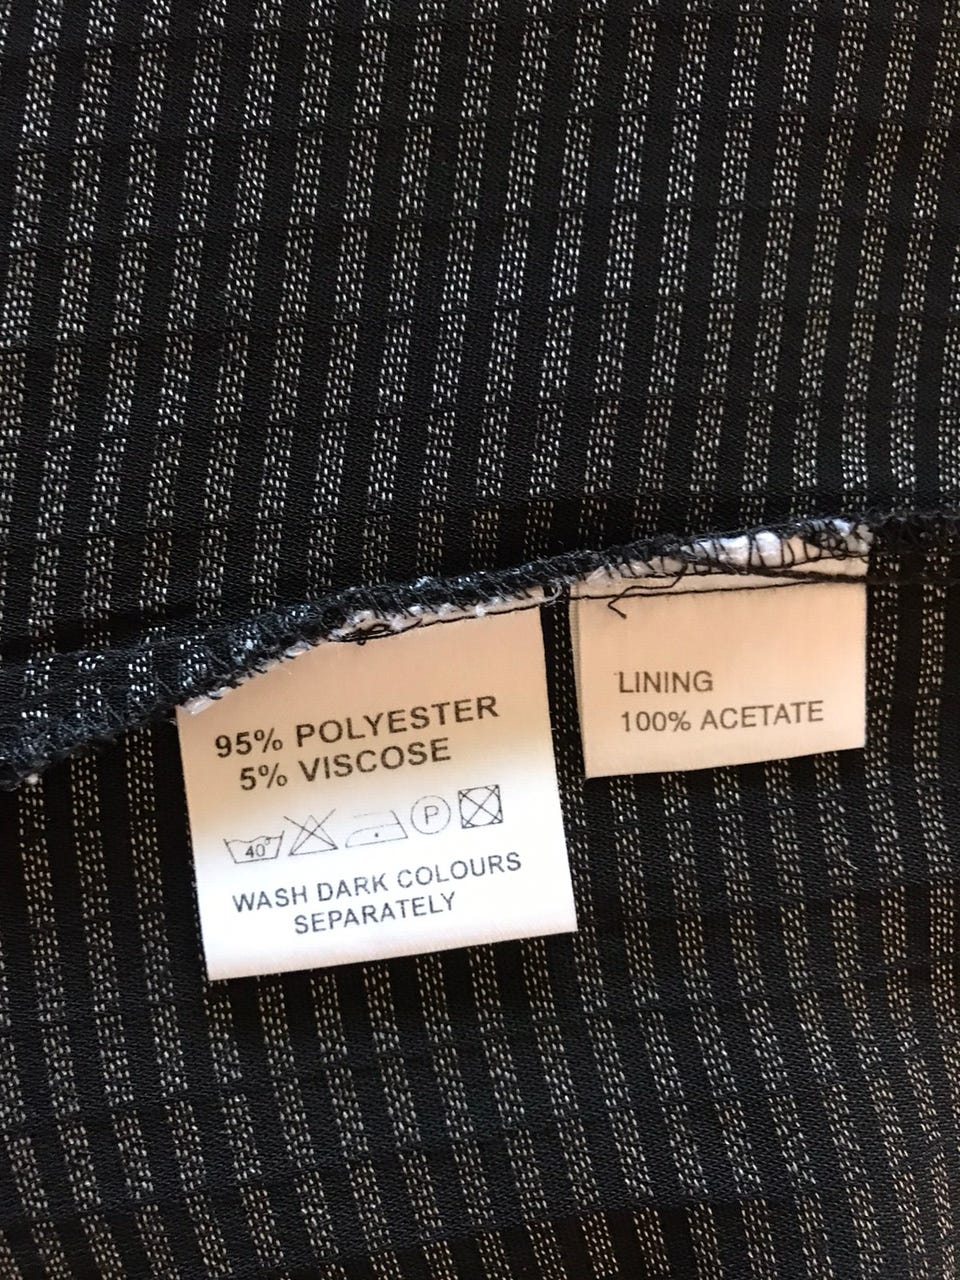 95% POLYESTER
5% VISCOSE
40°
P
WASH DARK COLOURS
SEPARATELY
LINING
100% ACETATE